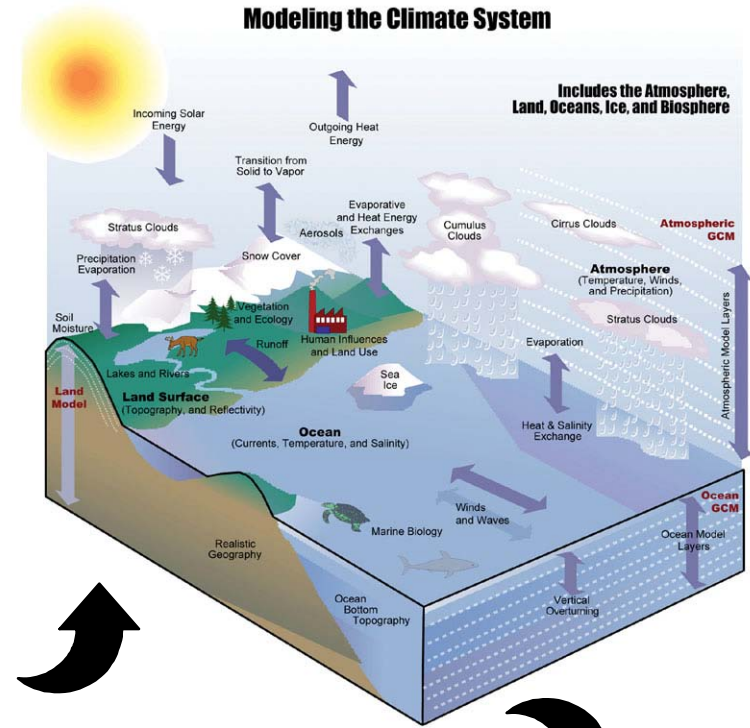 Modeling the Climate System
Includes the Atmosphere,
Land, Oceans, Ice, and Biosphere
Incoming Solar
Energy
Outgoing Heat
Energy
Transition from
Solid to Vapor
Evaporative
and Heat Energy
Exchanges
Aerosols
Stratus Clouds
Snow Cover
Cumulus
Clouds
Cirrus Clouds
Atmospheric
GCM
Precipitation
Evaporation
Atmosphere
(Temperature, Winds,
and Precipitation)
Stratus Clouds
Atmospheric Model Layers
Vegetation
and Ecology
Soil
Moisture
Human Influences
and Land Use
Runoff
Evaporation
Lakes and Rivers
Sea
Ice
Land
Model
Land Surface
(Topography, and Reflectivity)
Heat & Salinity
Exchange
Ocean
(Currents, Temperature, and Salinity)
Ocean
GCM
Winds
and Waves
Marine Biology
Ocean Model
Layers
Realistic
Geography
Ocean
Bottom
Topography
Vertical
Overturning